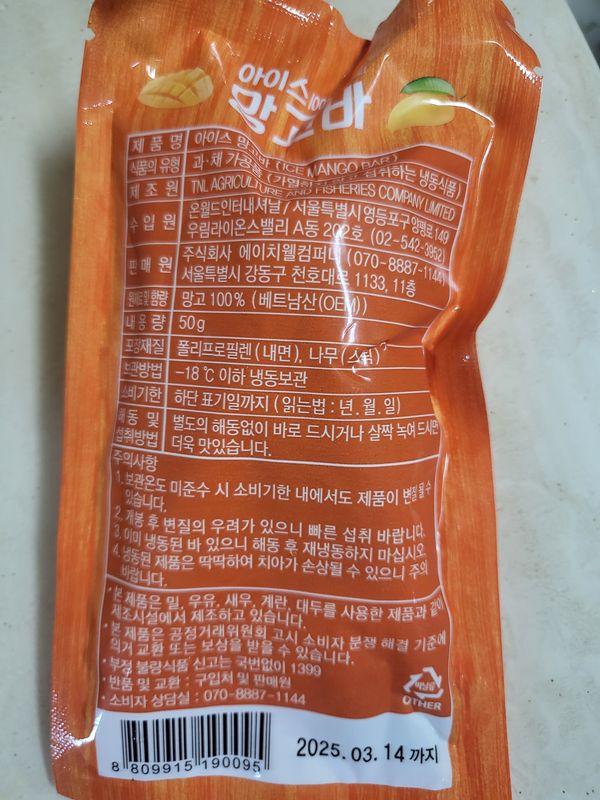 아이스
망고바
제 품 명 아이스 망고바 (ICE MANGO BAR)
식품의 유형 과·채 가공품 섭취하는 냉동식품)
제 조 원 TNL AGRICULTURE AND FISHERIES COMPANY LIMITED
수 입 원 온월드인터내셔널 / 서울특별시 영등포구 양평로 149
우림라이온스밸리 A동 202호 (02-542-3952)
판 매 원 주식회사 에이치웰컴퍼니 (070-8887-1144)
서울특별시 강동구 천호대로 1133, 11층
원재료 및 함량 망고 100% (베트남산(OEM))
내 용 량 50g
포장재질 폴리프로필렌 (내면), 나무 (스틱)
보관방법 -18℃ 이하 냉동보관
소비기한 하단 표기일까지 (읽는법 : 년. 월. 일)
해 동 및
섭취방법 별도의 해동없이 바로 드시거나 살짝 녹여 드시면
더욱 맛있습니다.
주의사항
1. 보관온도 미준수 시 소비기한 내에서도 제품이 변질될 수
있습니다.
2. 개봉 후 변질의 우려가 있으니 빠른 섭취 바랍니다.
3. 이미 냉동된 바 있으니 해동 후 재냉동하지 마십시오
4. 냉동된 제품은 딱딱하여 치아가 손상될 수 있으니 주의
바랍니다.
· 본 제품은 밀, 우유, 새우, 계란, 대두를 사용한 제품과 같은
제조시설에서 제조하고 있습니다.
· 본 제품은 공정거래위원회 고시 소비자 분쟁 해결 기준에
의거 교환 또는 보상을 받을 수 있습니다.
· 부정 불량식품 신고는 국번없이 1399
· 반품 및 교환 : 구입처 및 판매원
· 소비자 상담실 : 070-8887-1144
비닐류
OTHER
8 809915 190095
2025. 03. 14 까지